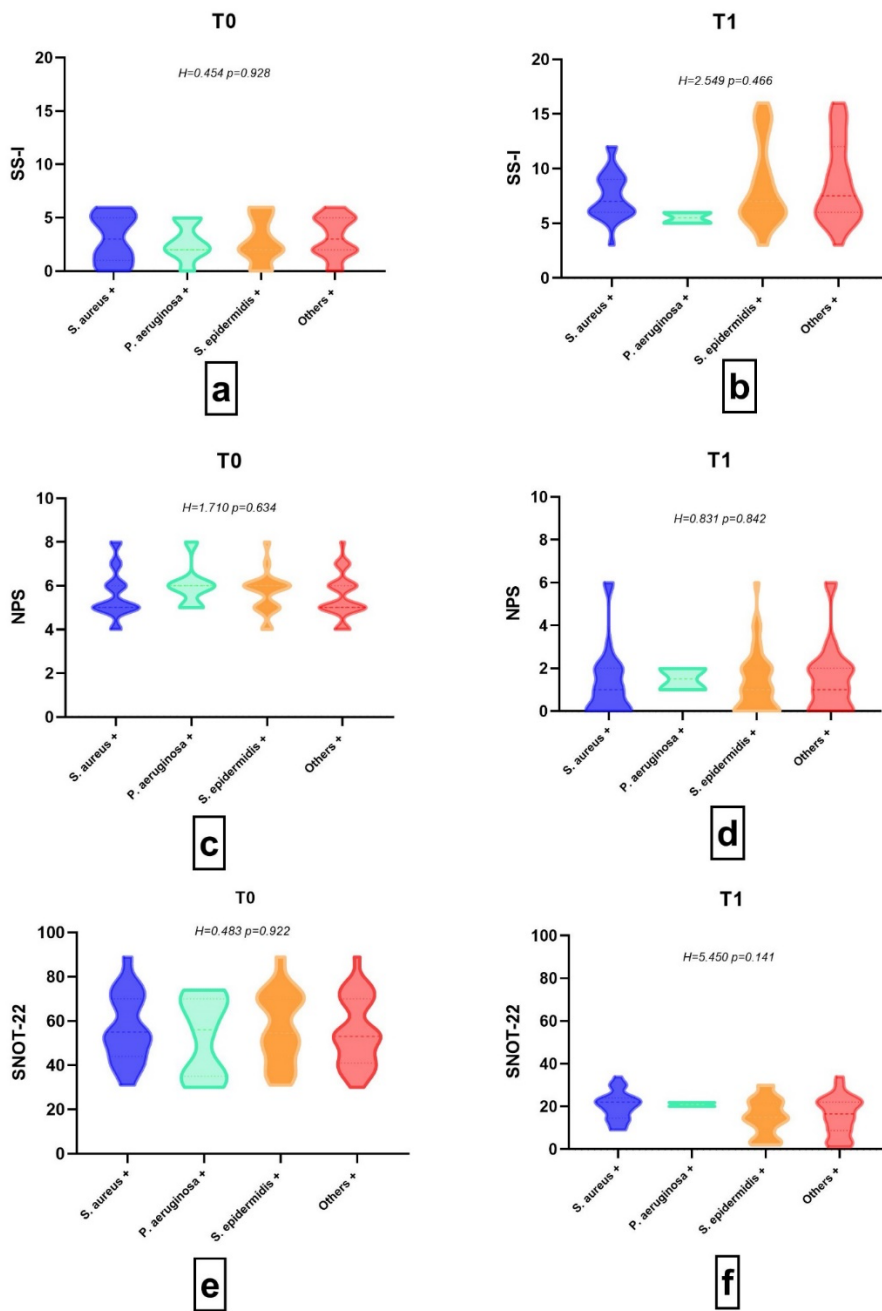 T0
H=0.454 p=0.928
SS-I
20
15
10
5
0
S. aureus +
P. aeruginosa +
S. epidermidis +
Others +
a
T1
H=2.549 p=0.466
SS-I
20
15
10
5
0
S. aureus +
P. aeruginosa +
S. epidermidis +
Others +
b
T0
H=1.710 p=0.634
NPS
10
8
6
4
2
0
S. aureus +
P. aeruginosa +
S. epidermidis +
Others +
c
T1
H=0.831 p=0.842
NPS
10
8
6
4
2
0
S. aureus +
P. aeruginosa +
S. epidermidis +
Others +
d
T0
H=0.483 p=0.922
SNOT-22
100
80
60
40
20
0
S. aureus +
P. aeruginosa +
S. epidermidis +
Others +
e
T1
H=5.450 p=0.141
SNOT-22
100
80
60
40
20
0
S. aureus +
P. aeruginosa +
S. epidermidis +
Others +
f